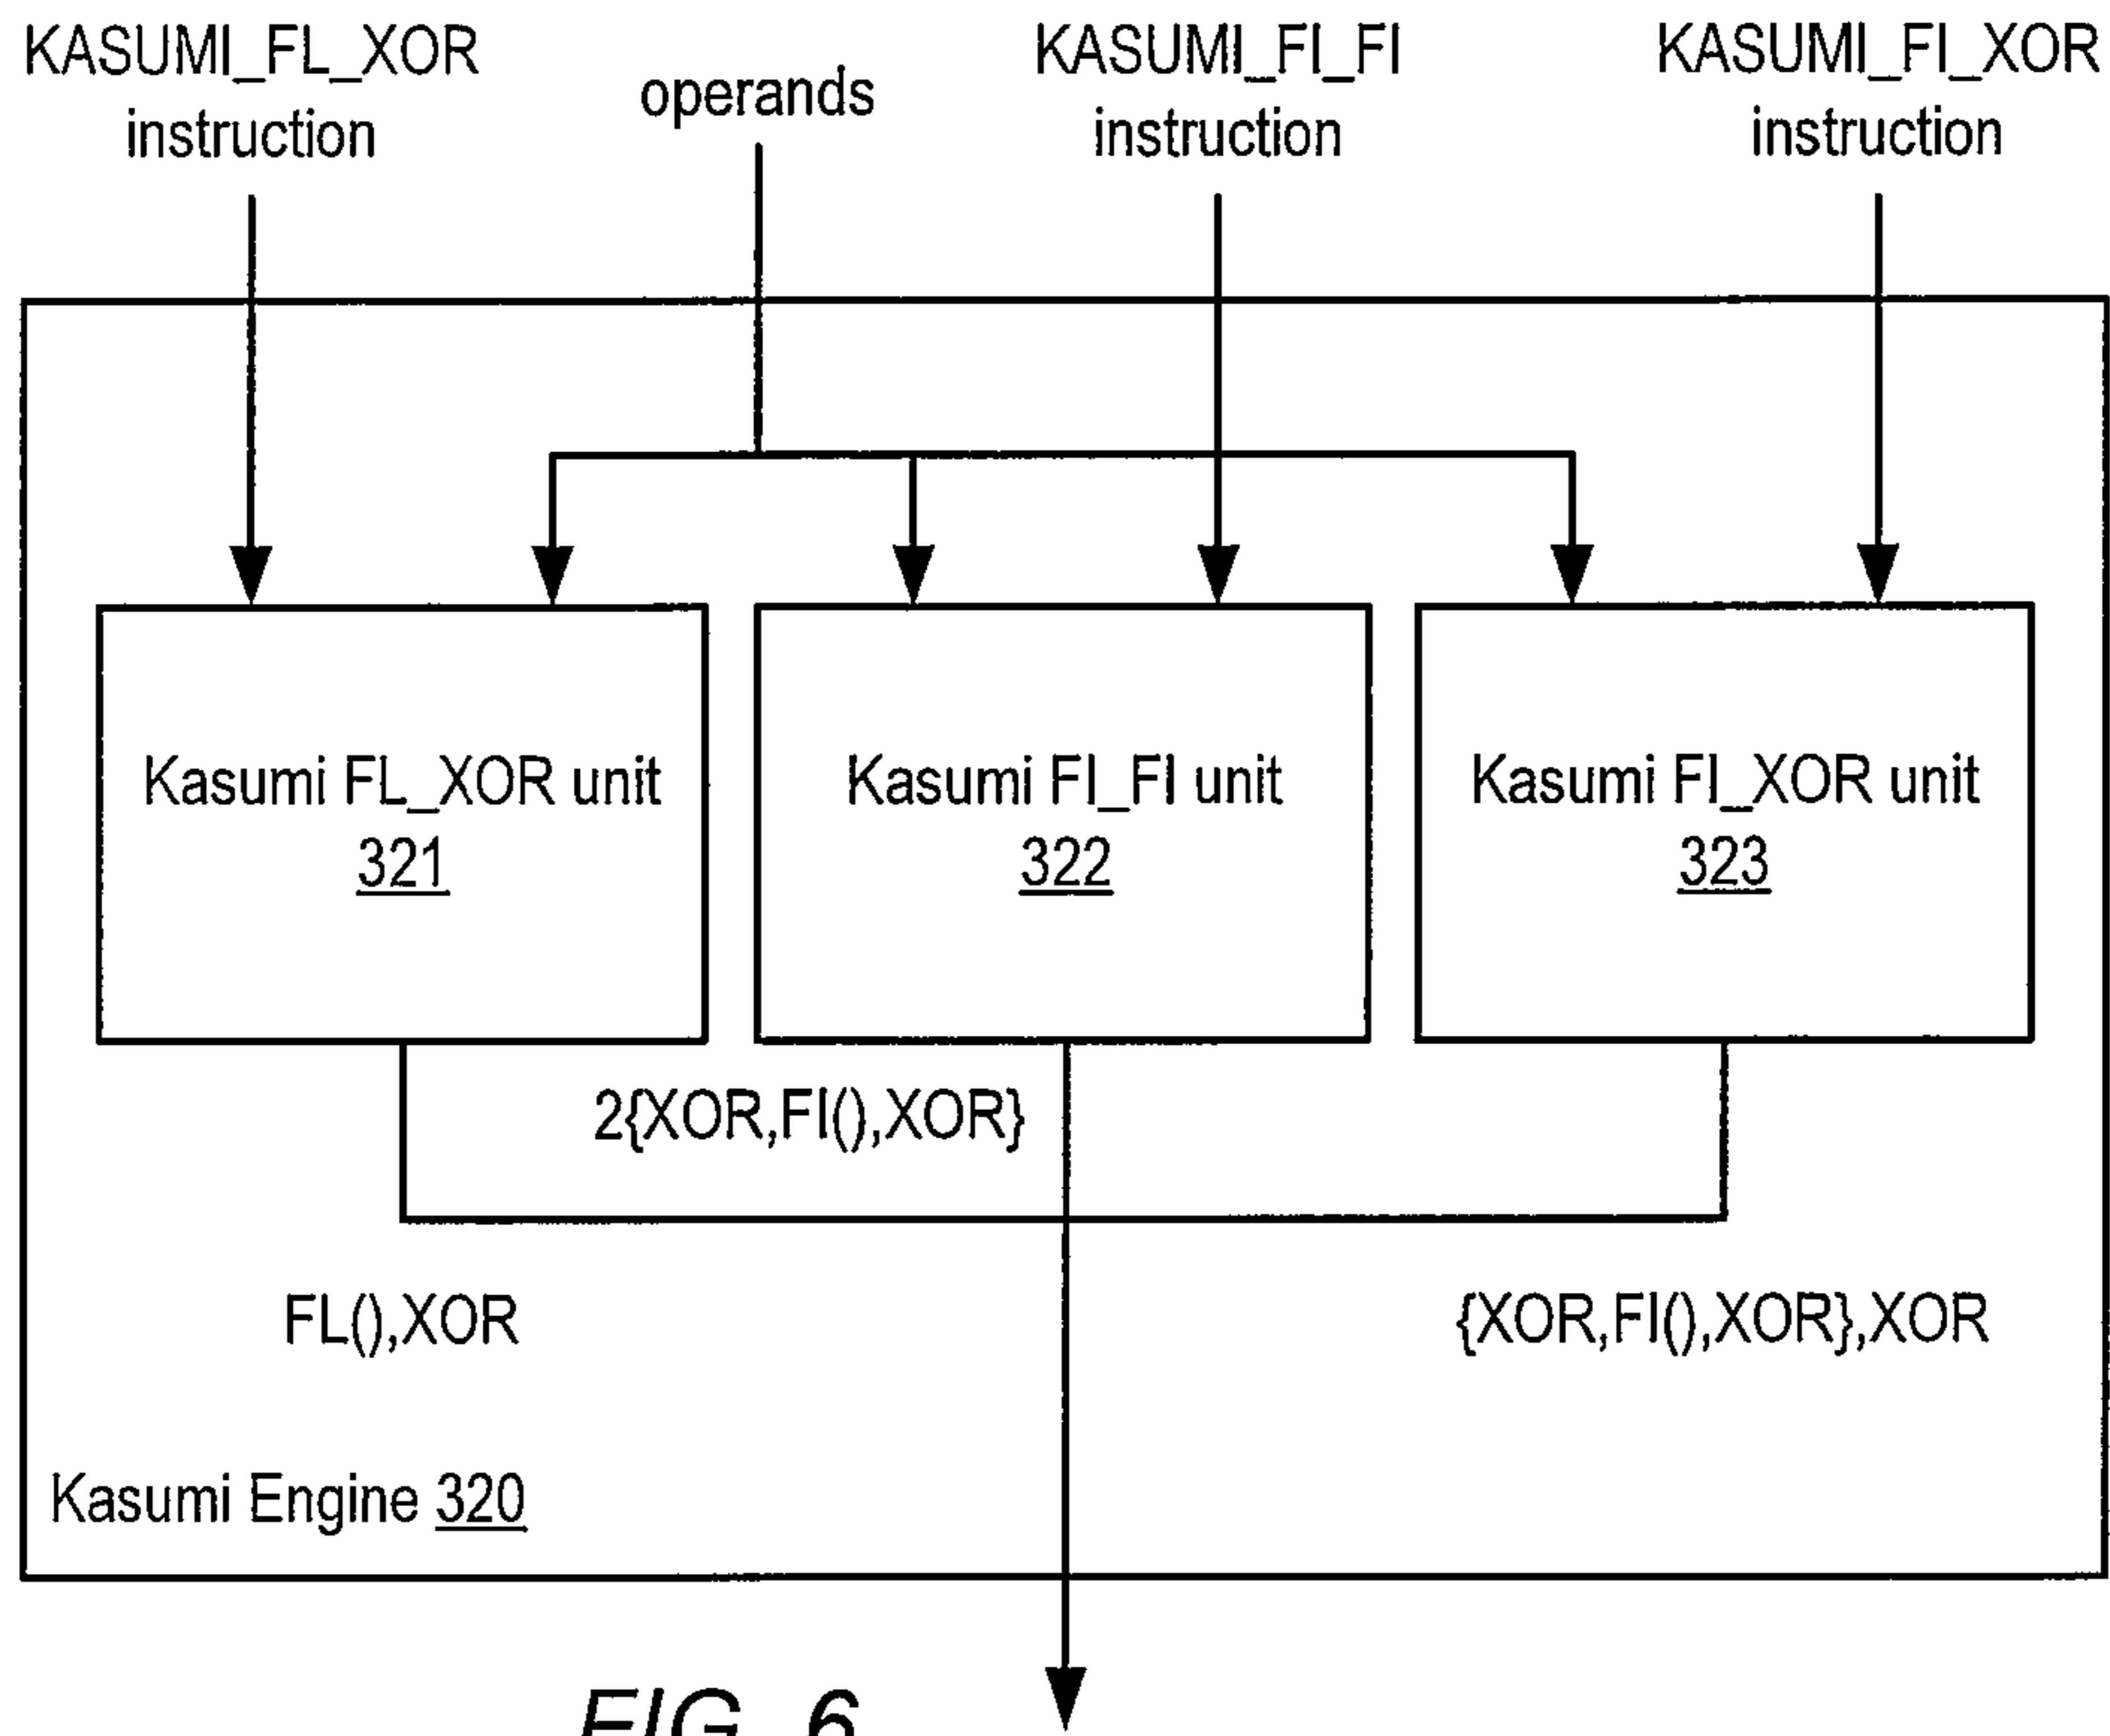 KASUMI_FL_XOR
instruction
operands
KASUMI_FI_FI
instruction
KASUMI_FI_XOR
instruction
Kasumi FL_XOR unit
321
Kasumi FI_FI unit
322
Kasumi FI_XOR unit
323
2{XOR,FI(),XOR}
FL(),XOR
{XOR,FI(),XOR},XOR
Kasumi Engine 320
FIG. 6